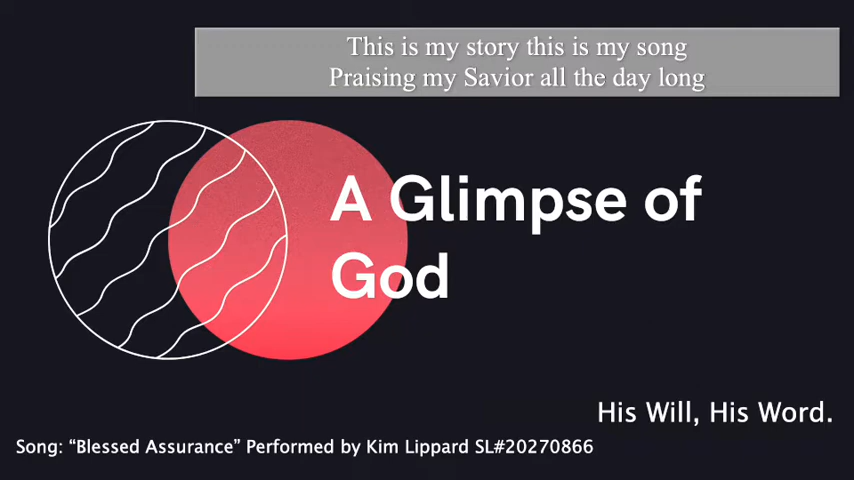 This is my story this is my song
Praising my Savior all the day long
A Glimpse of
God
His Will, His Word.
Song: “Blessed Assurance” Performed by Kim Lippard SL#20270866